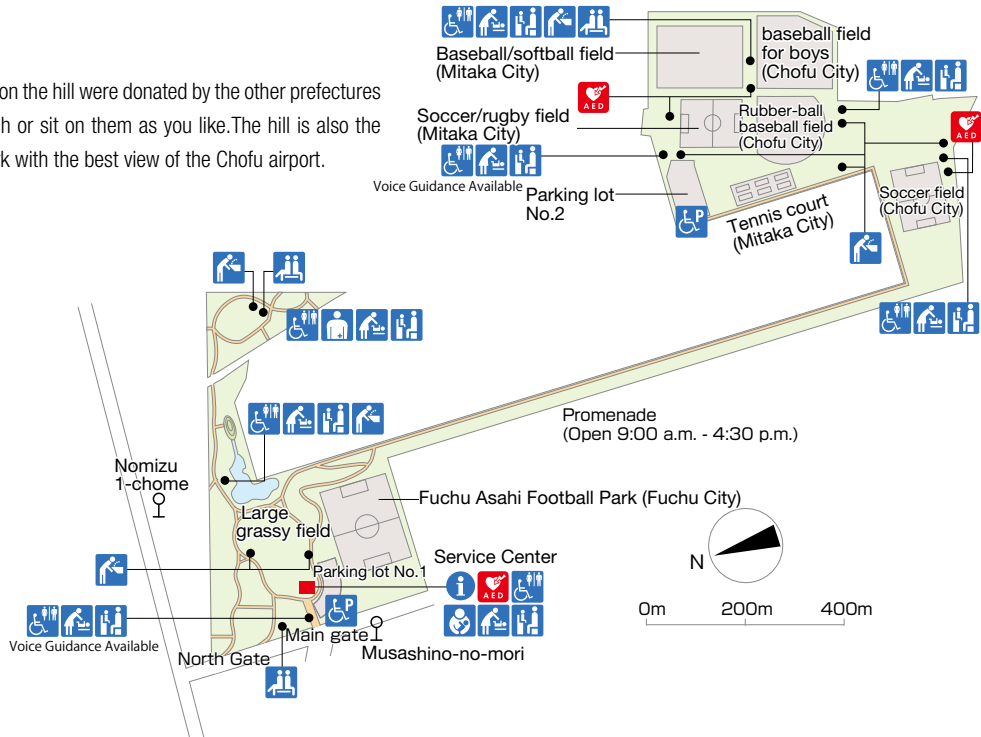 on the hill were donated by the other prefectures
h or sit on them as you like.The hill is also the
k with the best view of the Chofu airport.
Baseball/softball field
(Mitaka City)
baseball field
for boys
(Chofu City)
AED
Soccer/rugby field
(Mitaka City)
Rubber-ball
baseball field
(Chofu City)
AED
Voice Guidance Available
Parking lot
No.2
P
Tennis court
(Mitaka City)
Soccer field
(Chofu City)
Promenade
(Open 9:00 a.m. - 4:30 p.m.)
Nomizu
1-chome
Fuchu Asahi Football Park (Fuchu City)
Large
grassy field
N
Service Center
Parking lot No.1
i
AED
P
0m
200m
400m
Voice Guidance Available
Main gate
Musashino-no-mori
North Gate